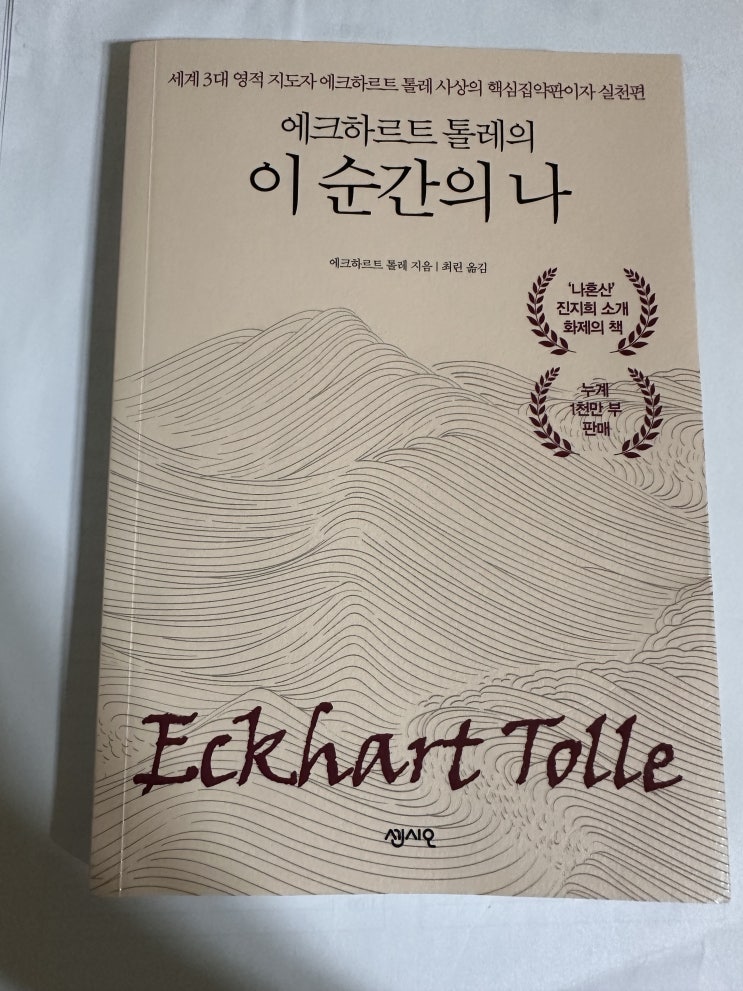 세계 3대 영적 지도자 에크하르트 톨레 사상의 핵심집약판이자 실천편
에크하르트 톨레의
이 순간의 나
에크하르트 톨레 지음 | 최린 옮김
'나혼산'
진지희 소개
화제의 책
누계
1천만 부
판매
Eckhart Tolle
센시오